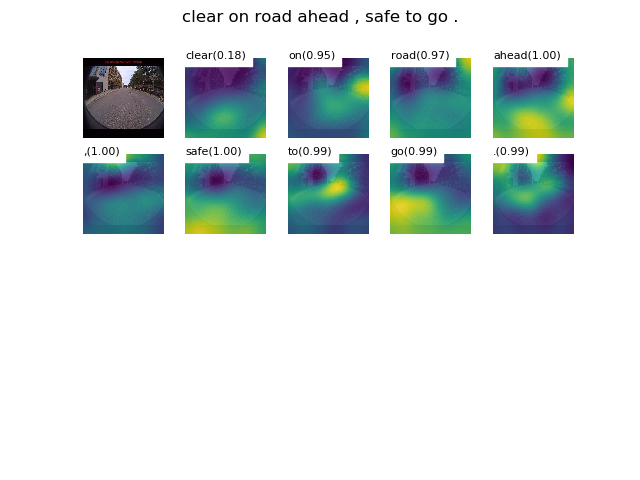 clear on road ahead , safe to go .
clear(0.18) on(0.95) road(0.97) ahead(1.00)
,(1.00) safe(1.00) to(0.99) go(0.99) .(0.99)